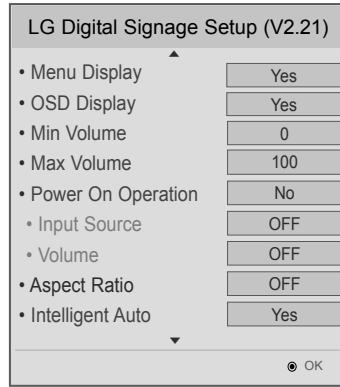 LG Digital Signage Setup (V2.21)
• Menu Display Yes
• OSD Display Yes
• Min Volume 0
• Max Volume 100
• Power On Operation No
• Input Source OFF
• Volume OFF
• Aspect Ratio OFF
• Intelligent Auto Yes
OK